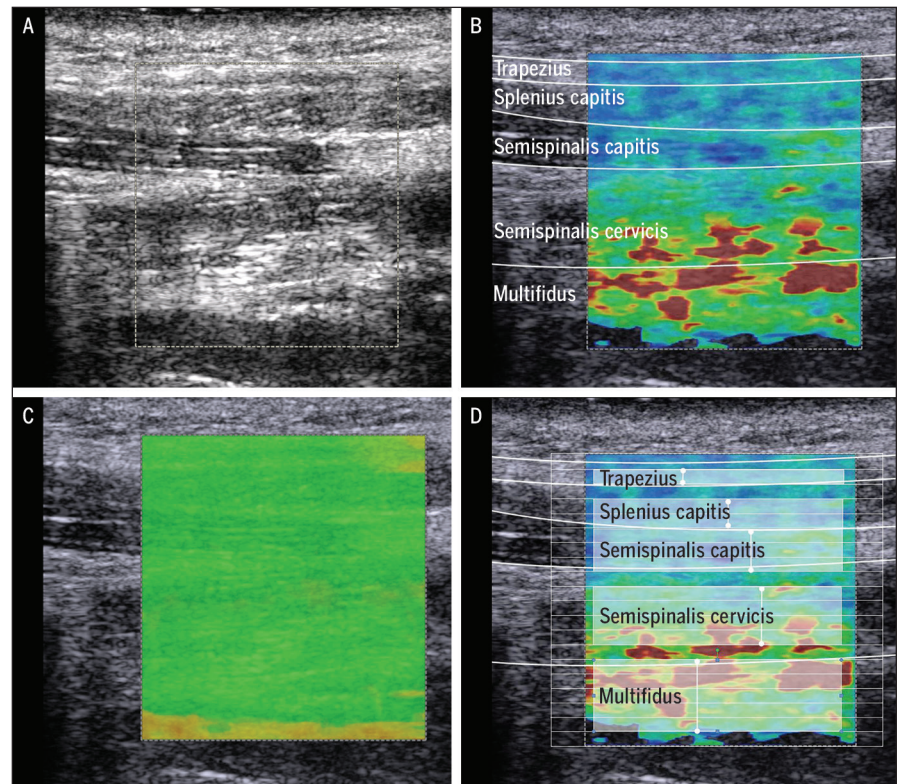 A
B
Trapezius
Splenius capitis
Semispinalis capitis
Semispinalis cervicis
Multifidus
C
D
Trapezius
Splenius capitis
Semispinalis capitis
Semispinalis cervicis
Multifidus